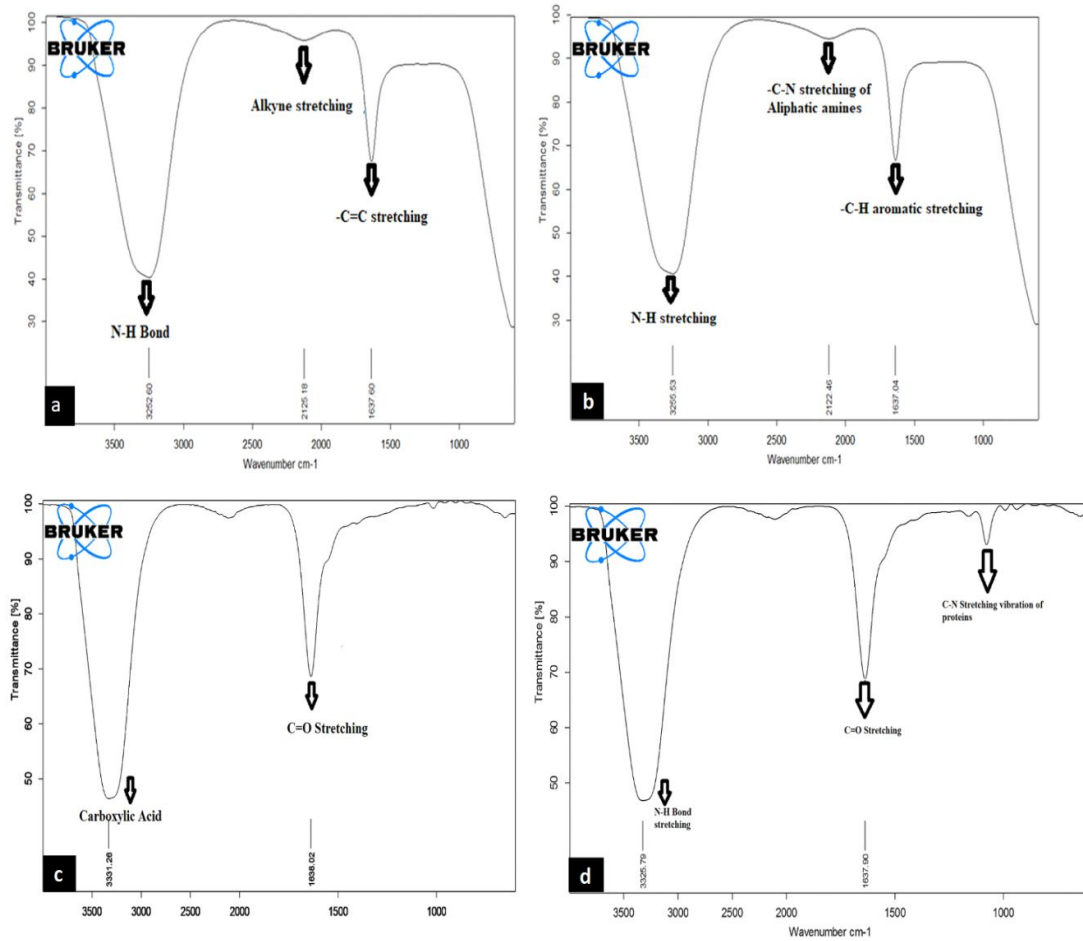 BRUKER
Transmittance [%]
100
90
80
70
60
50
40
30
Alkyne stretching
-C=C stretching
N-H Bond
3252.60
2125.18
1637.60
a
3500
3000
2500
2000
1500
1000
Wavenumber cm-1
BRUKER
Transmittance [%]
100
90
80
70
60
50
40
30
-C-N stretching of
Aliphatic amines
-C-H aromatic stretching
N-H stretching
3255.53
2122.46
1637.04
b
3500
3000
2500
2000
1500
1000
Wavenumber cm-1
BRUKER
Transmittance [%]
100
90
80
70
60
50
C=O Stretching
Carboxylic Acid
3331.26
1638.02
c
3500
3000
2500
2000
1500
1000
BRUKER
Transmittance [%]
100
90
80
70
60
50
C-N Stretching vibration of
proteins
C=O Stretching
N-H Bond
stretching
3325.79
1637.90
d
3500
3000
2500
2000
1500
1000
Wavenumber cm-1